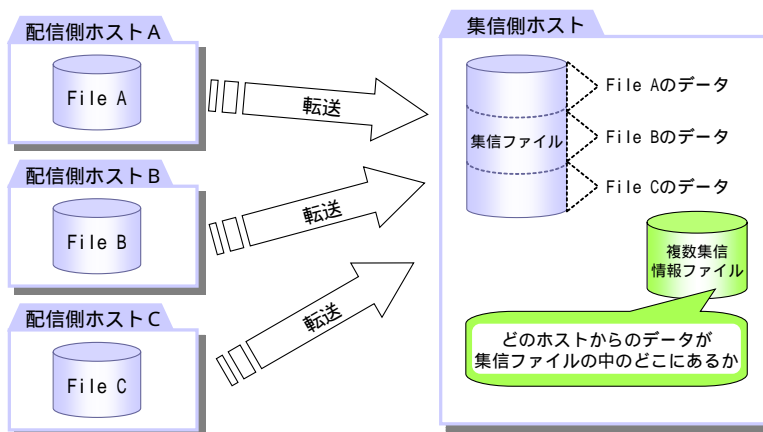 配信側ホストA
File A
転送
配信側ホストB
File B
転送
配信側ホストC
File C
転送
集信側ホスト
集信ファイル
File Aのデータ
File Bのデータ
File Cのデータ
複数集信
情報ファイル
どのホストからのデータが
集信ファイルの中のどこにあるか